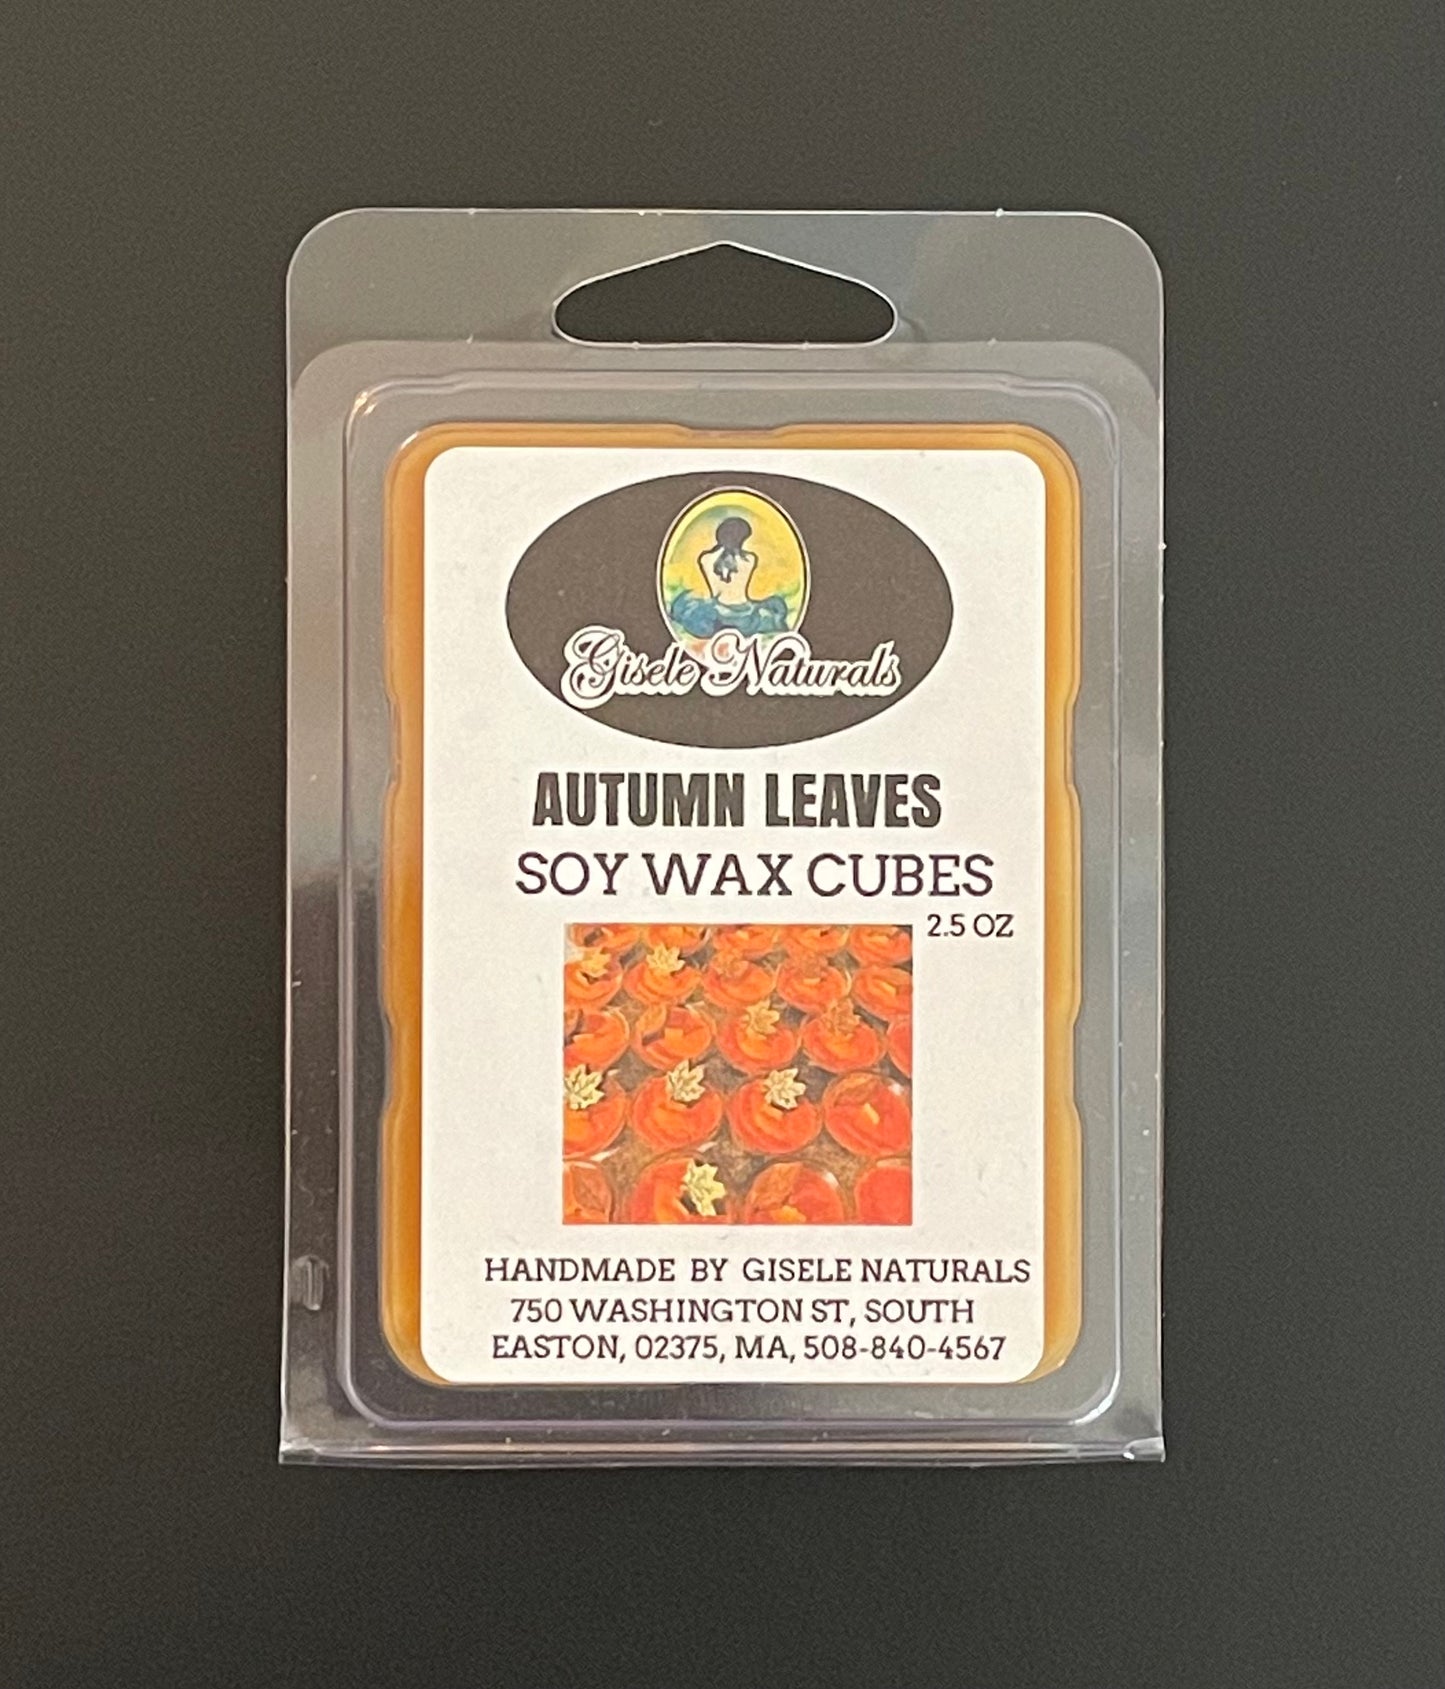 Gisele Naturals
AUTUMN LEAVES
SOY WAX CUBES
2.5 OZ
HANDMADE BY GISELE NATURALS
750 WASHINGTON ST, SOUTH
EASTON, 02375, MA, 508-840-4567